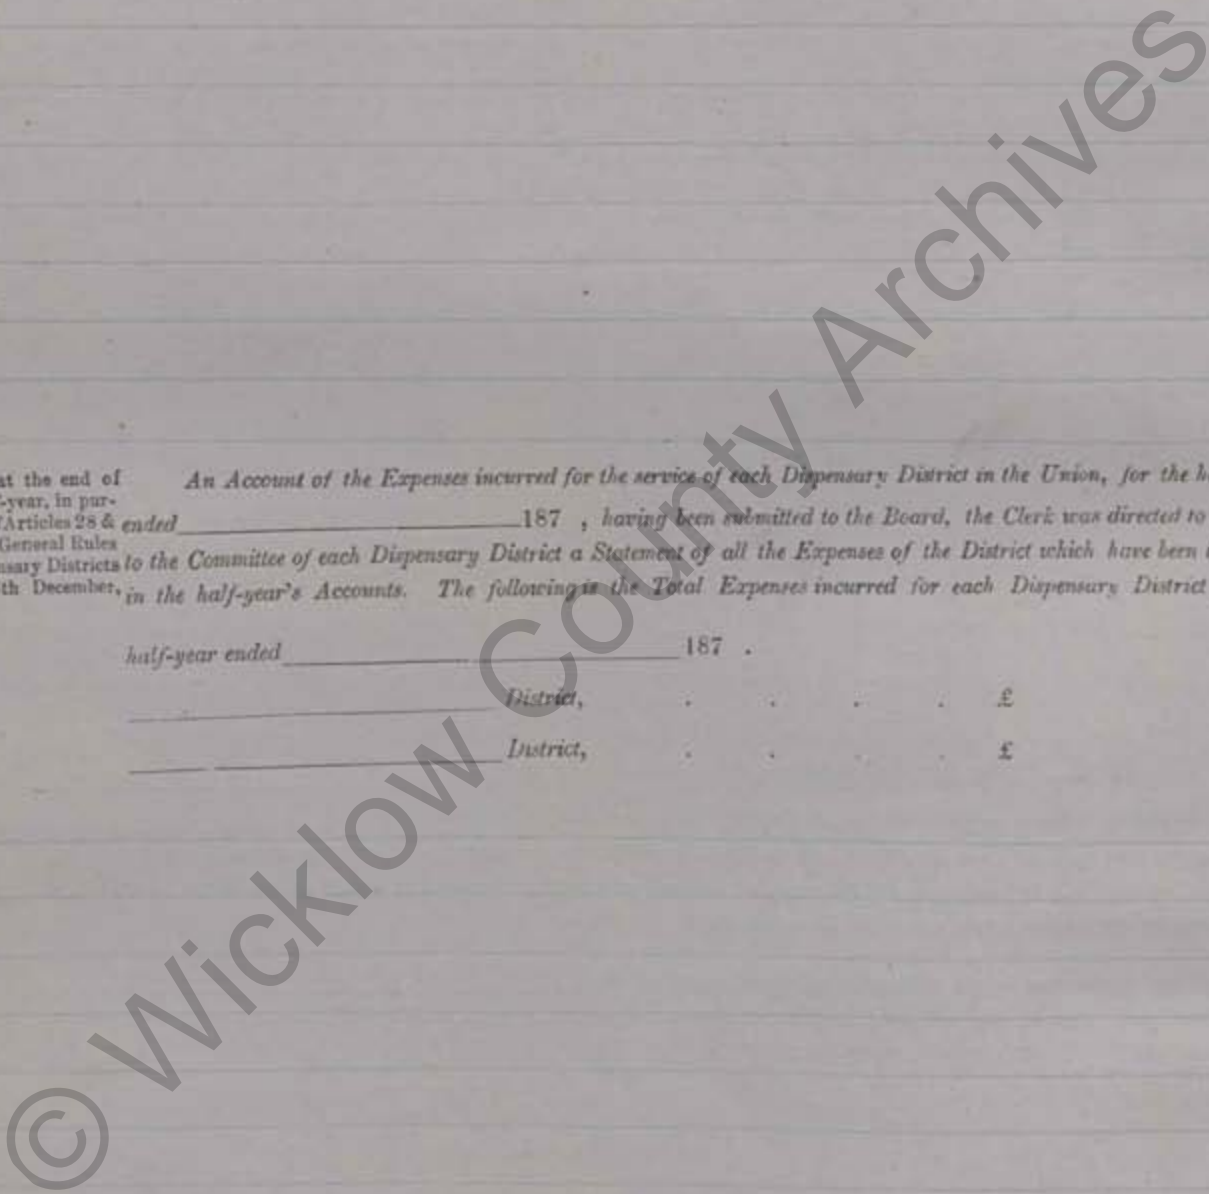 at the end of
-year, in pur-
Articles 28 &
General Rules
sary Districts
th December,
An Account of the Expenses incurred for the service of each Dispensary District in the Union, for the h
ended 187 , having been submitted to the Board, the Clerk was directed to
to the Committee of each Dispensary District a Statement of all the Expenses of the District which have been
in the half-year's Accounts. The following is the Total Expenses incurred for each Dispensary District
half-year ended 187 .
District, . . . . £
District, . . . . £
© Wicklow County Archives